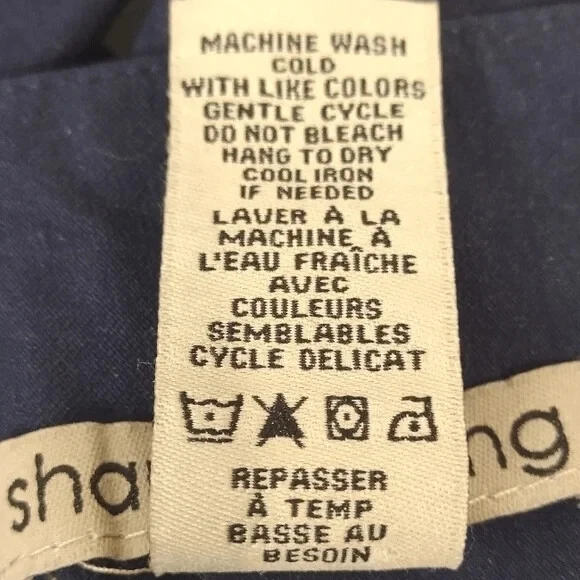 MACHINE WASH
COLD
WITH LIKE COLORS
GENTLE CYCLE
DO NOT BLEACH
HANG TO DRY
COOL IRON
IF NEEDED
LAVER À LA
MACHINE À
L'EAU FRAÎCHE
AVEC
COULEURS
SEMBLABLES
CYCLE DELICAT
REPASSER
À TEMP
BASSE AU
BESOIN